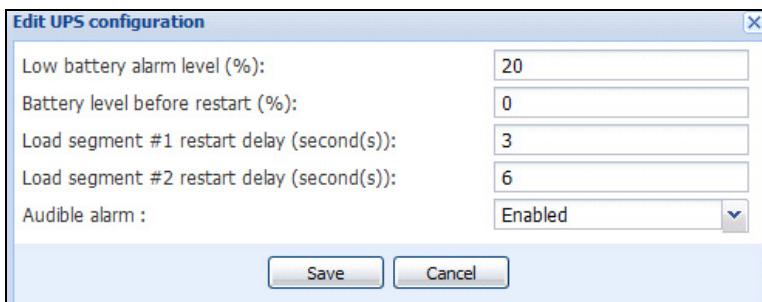 Edit UPS configuration
Low battery alarm level (%): 20
Battery level before restart (%): 0
Load segment #1 restart delay (second(s)): 3
Load segment #2 restart delay (second(s)): 6
Audible alarm : Enabled
Save Cancel